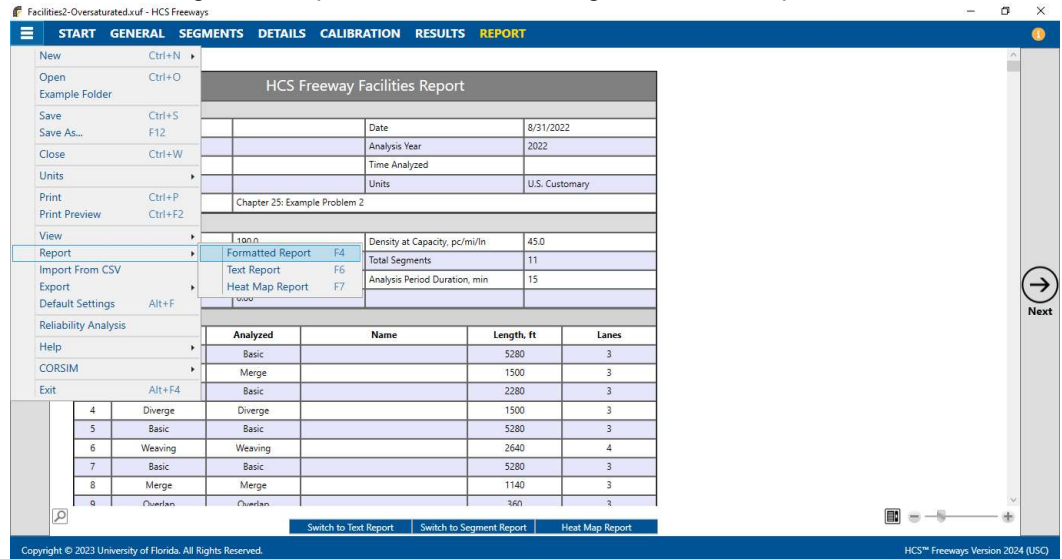 Facilities2-Oversaturated.xuf - HCS Freeways
START GENERAL SEGMENTS DETAILS CALIBRATION RESULTS REPORT
New Ctrl+N
Open Ctrl+O
Example Folder
Save Ctrl+S
Save As... F12
Close Ctrl+W
Units
Print Ctrl+P
Print Preview Ctrl+F2
View
Report
Import From CSV
Export
Default Settings Alt+F
Reliability Analysis
Help
CORSIM
Exit Alt+F4
Formatted Report F4
Text Report F6
Heat Map Report F7
HCS Freeway Facilities Report
Date 8/31/2022
Analysis Year 2022
Time Analyzed
Units U.S. Customary
Chapter 25: Example Problem 2
190.0 Density at Capacity, pc/mi/ln 45.0
Total Segments 11
Analysis Period Duration, min 15
0.00
Analyzed Name Length, ft Lanes
Basic 5280 3
Merge 1500 3
Basic 2280 3
4 Diverge Diverge 1500 3
5 Basic Basic 5280 3
6 Weaving Weaving 2640 4
7 Basic Basic 5280 3
8 Merge Merge 1140 3
9 Overlap Overlap 360 3
Switch to Text Report Switch to Segment Report Heat Map Report
Next
Copyright © 2023 University of Florida. All Rights Reserved. HCS™ Freeways Version 2024 (USC)